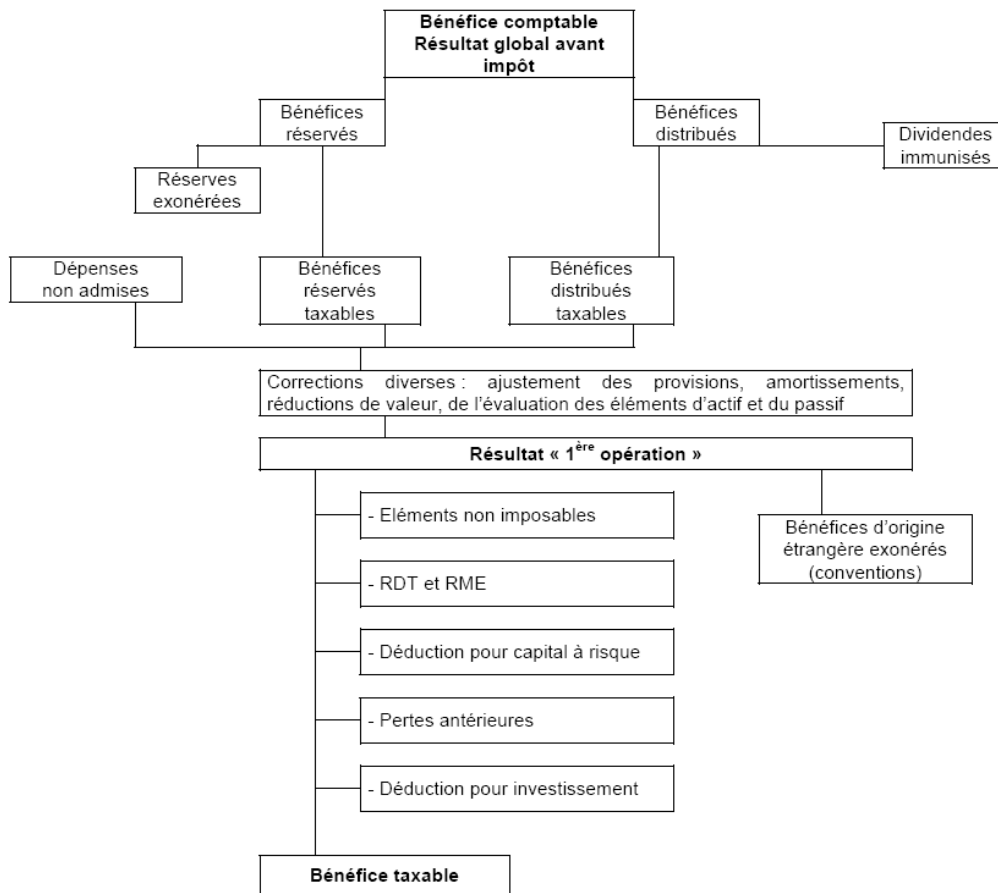 Bénéfice comptable
Résultat global avant
impôt
Bénéfices
réservés
Bénéfices
distribués
Dividendes
immunisés
Réserves
exonérées
Dépenses
non admises
Bénéfices
réservés
taxables
Bénéfices
distribués
taxables
Corrections diverses : ajustement des provisions, amortissements,
réductions de valeur, de l'évaluation des éléments d'actif et du passif
Résultat « 1ère opération »
- Eléments non imposables
Bénéfices d'origine
étrangère exonérés
(conventions)
- RDT et RME
- Déduction pour capital à risque
- Pertes antérieures
- Déduction pour investissement
Bénéfice taxable